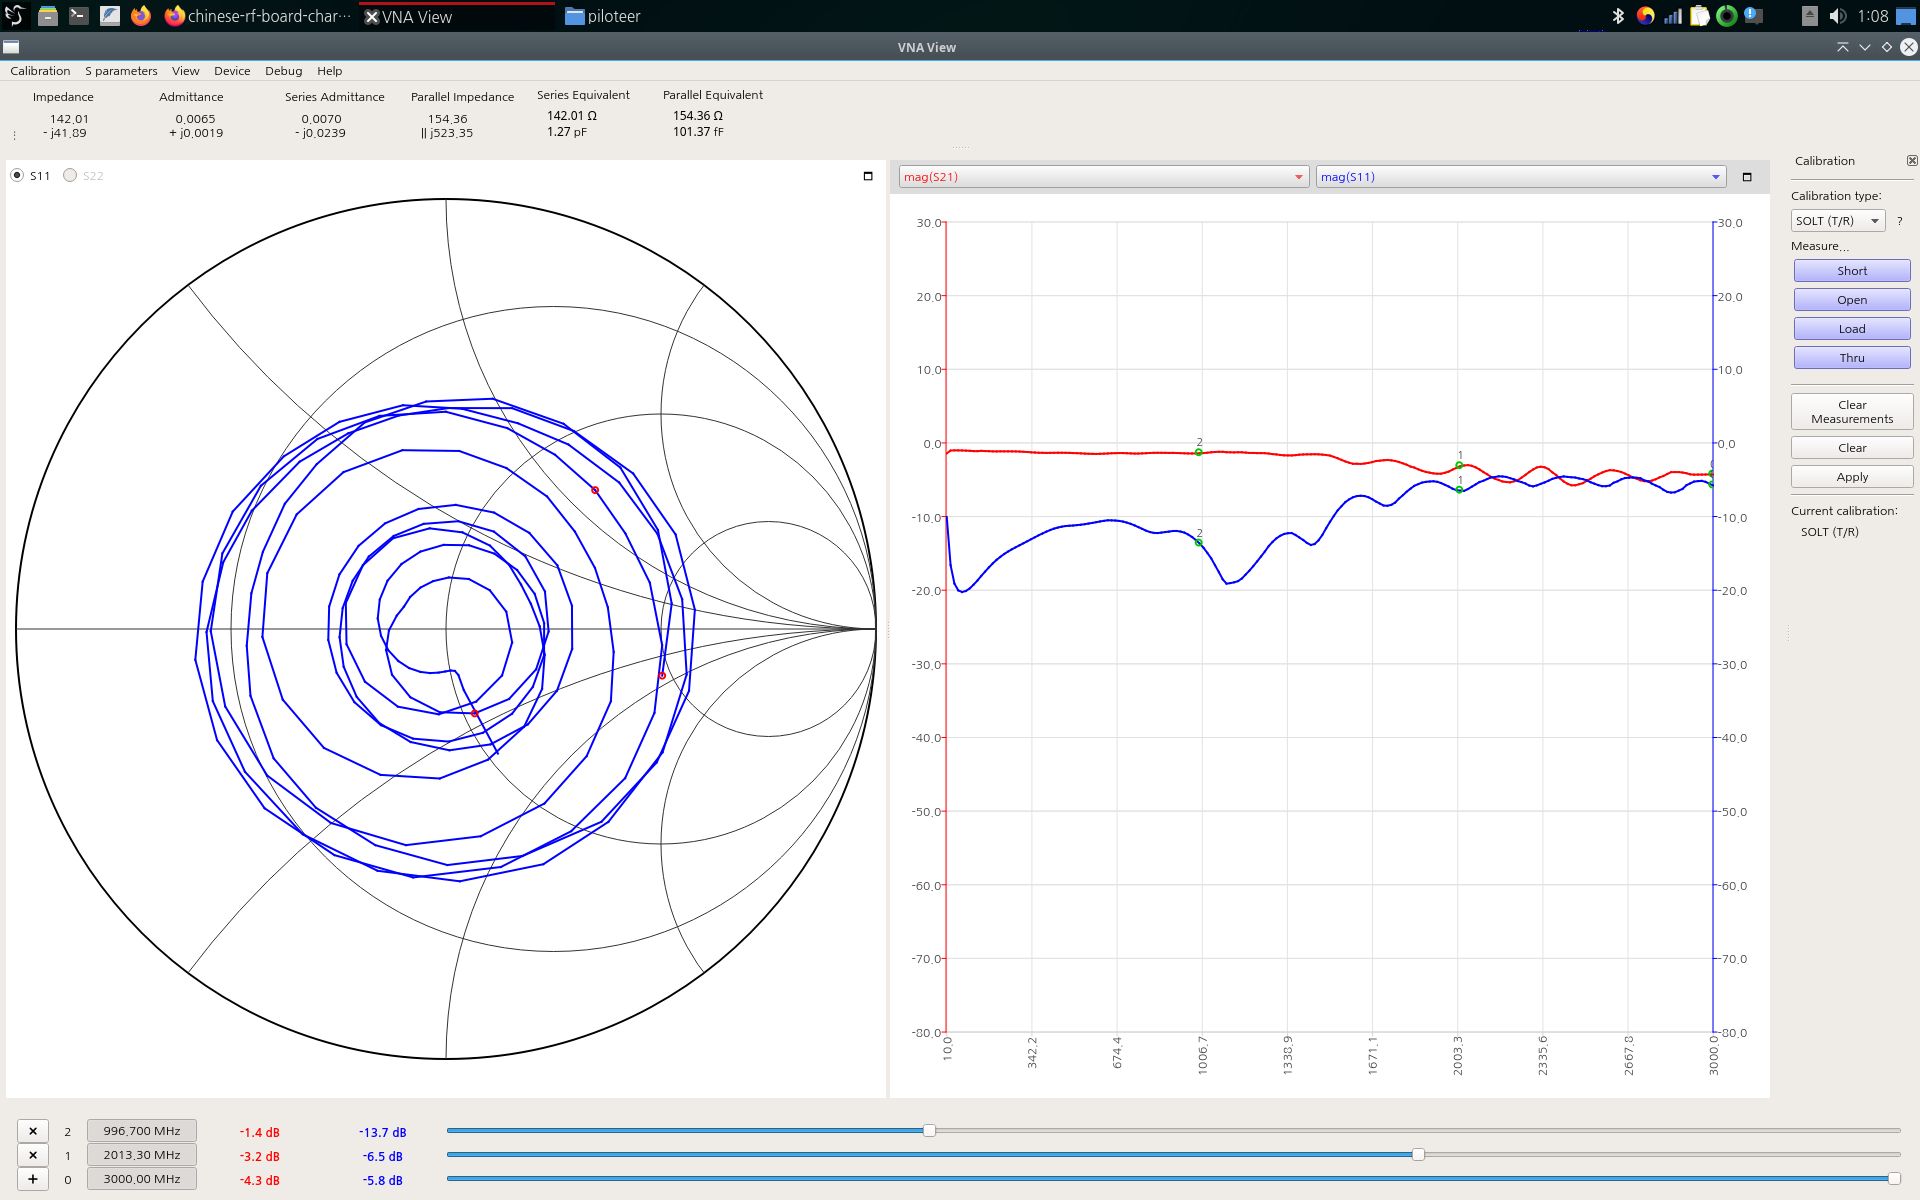 chinese-rf-board-char···
VNA View
piloteer
1:08
VNA View
Calibration S parameters View Device Debug Help
Impedance Admittance Series Admittance Parallel Impedance Series Equivalent Parallel Equivalent
142.01 0.0065 0.0070 154.36 142.01 Ω 154.36 Ω
- j41.89 + j0.0019 - j0.0239 || j523.35 1.27 pF 101.37 fF
S11 S22
mag(S21) mag(S11)
30.0 30.0
20.0 20.0
10.0 10.0
0.0 0.0
-10.0 -10.0
-20.0 -20.0
-30.0 -30.0
-40.0 -40.0
-50.0 -50.0
-60.0 -60.0
-70.0 -70.0
-80.0 -80.0
2 1
2 1
10.0 342.2 674.4 1006.7 1338.9 1671.1 2003.3 2335.6 2667.8 3000.0
Calibration
Calibration type:
SOLT (T/R) ?
Measure...
Short
Open
Load
Thru
Clear
Measurements
Clear
Apply
Current calibration:
SOLT (T/R)
× 2 996.700 MHz -1.4 dB -13.7 dB
× 1 2013.30 MHz -3.2 dB -6.5 dB
+ 0 3000.00 MHz -4.3 dB -5.8 dB